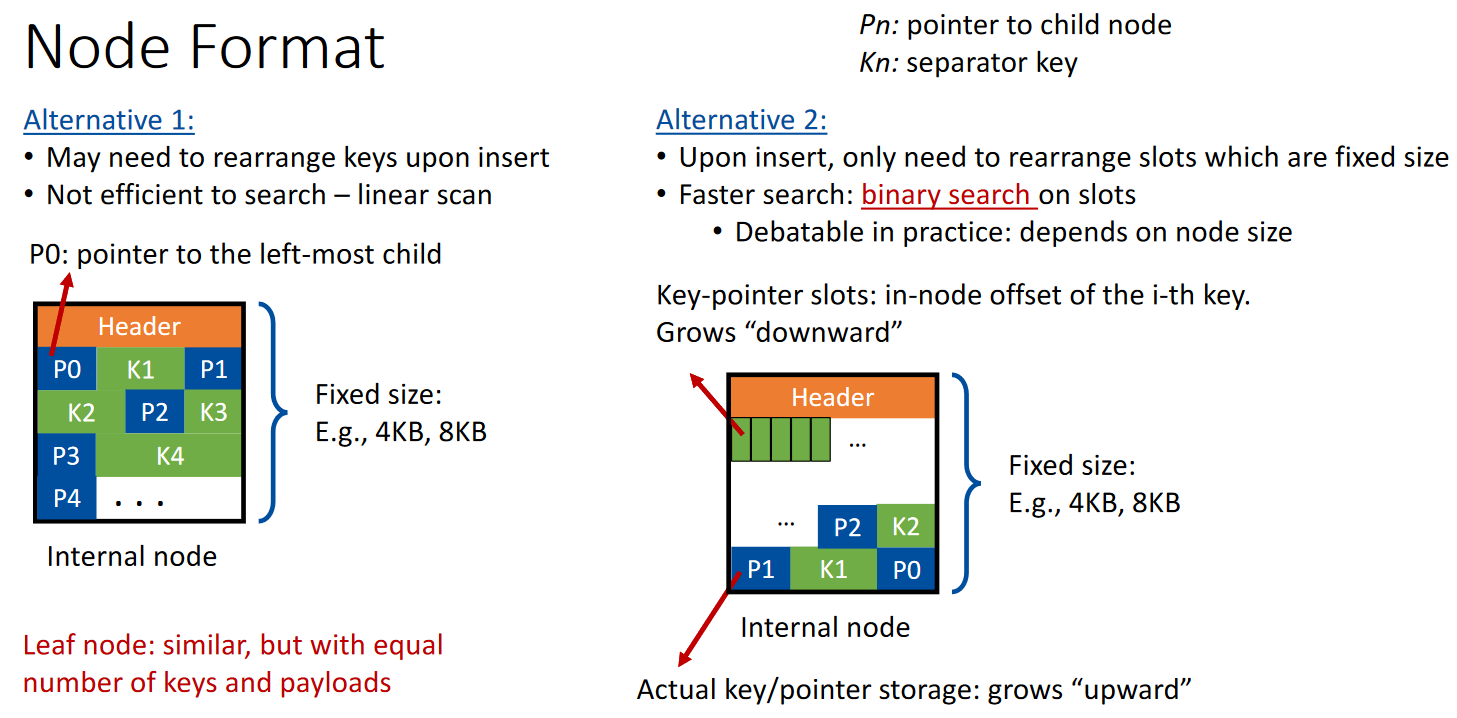 Node Format
Pn: pointer to child node
Kn: separator key
Alternative 1:
• May need to rearrange keys upon insert
• Not efficient to search – linear scan
P0: pointer to the left-most child
Header
P0 K1 P1
K2 P2 K3
P3 K4
P4 . . .
Fixed size:
E.g., 4KB, 8KB
Internal node
Leaf node: similar, but with equal
number of keys and payloads
Alternative 2:
• Upon insert, only need to rearrange slots which are fixed size
• Faster search: binary search on slots
• Debatable in practice: depends on node size
Key-pointer slots: in-node offset of the i-th key.
Grows “downward”
Header
...
... P2 K2
P1 K1 P0
Fixed size:
E.g., 4KB, 8KB
Internal node
Actual key/pointer storage: grows “upward”